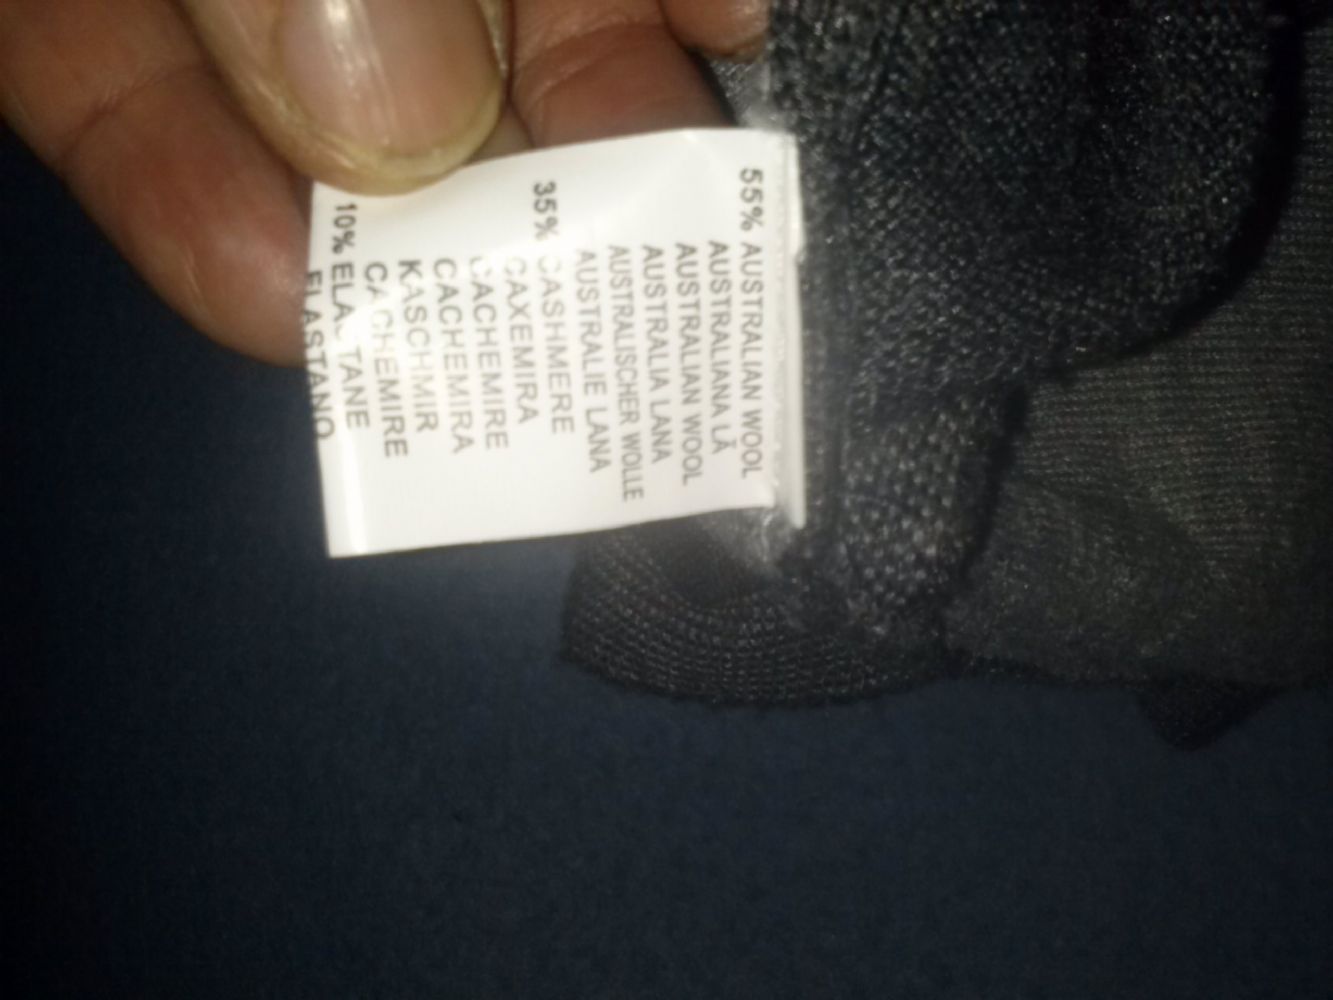 55% AUSTRALIAN WOOL
AUSTRALIANA LÃ
AUSTRALIAN WOOL
AUSTRALIA LANA
AUSTRALISCHER WOLLE
AUSTRALIE LANA
35% CASHMERE
CAXEMIRA
CACHEMIRE
CACHEMIRA
KASCHMIR
CACHEMIRE
10% ELASTANE
ELASTANO